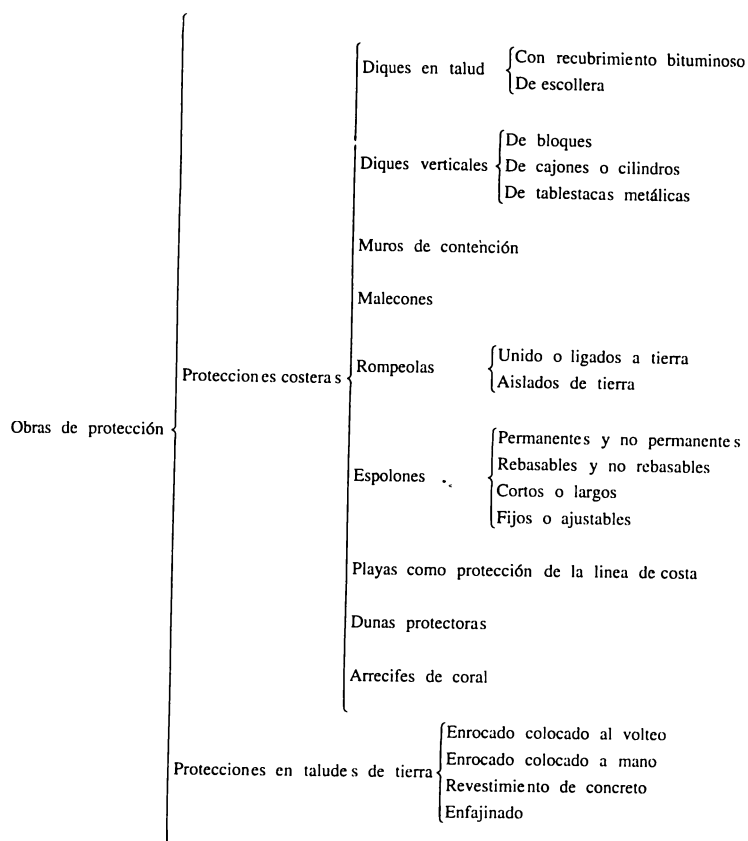 Diques en talud
Con recubrimiento bituminoso
De escollera
Diques verticales
De bloques
De cajones o cilindros
De tablestacas metálicas
Muros de contención
Malecones
Rompeolas
Unido o ligados a tierra
Aislados de tierra
Protecciones costeras
Obras de protección
Espolones
Permanentes y no permanentes
Rebasables y no rebasables
Cortos o largos
Fijos o ajustables
Playas como protección de la linea de costa
Dunas protectoras
Arrecifes de coral
Protecciones en taludes de tierra
Enrocado colocado al volteo
Enrocado colocado a mano
Revestimiento de concreto
Enfajinado